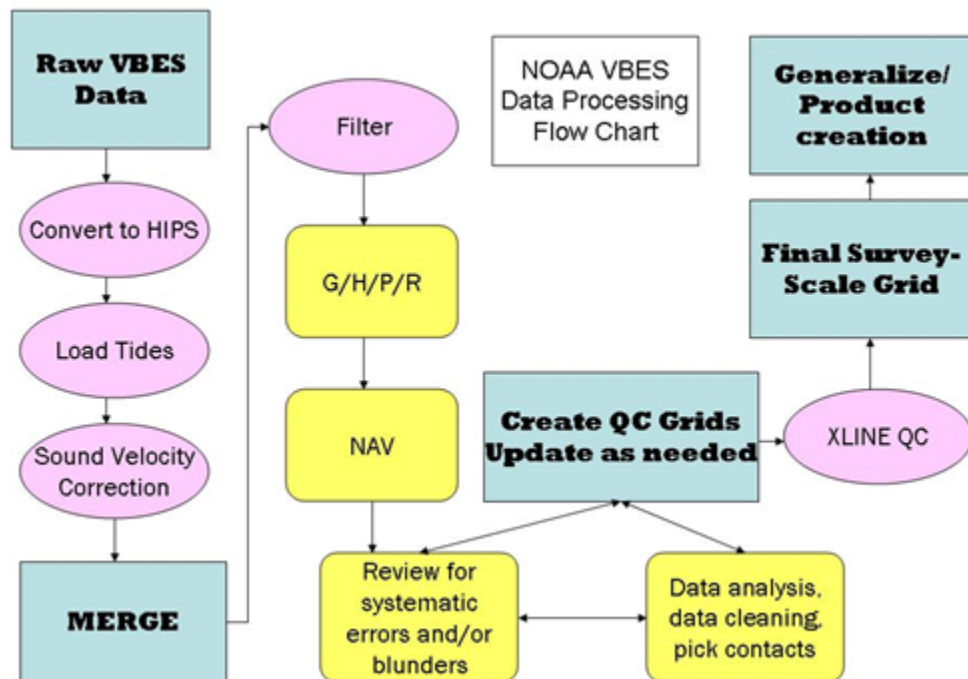 Raw VBES
Data
Convert to HIPS
Load Tides
Sound Velocity
Correction
MERGE
Filter
G/H/P/R
NAV
Review for
systematic
errors and/or
blunders
NOAA VBES
Data Processing
Flow Chart
Create QC Grids
Update as needed
Data analysis,
data cleaning,
pick contacts
XLINE QC
Final Survey-
Scale Grid
Generalize/
Product
creation